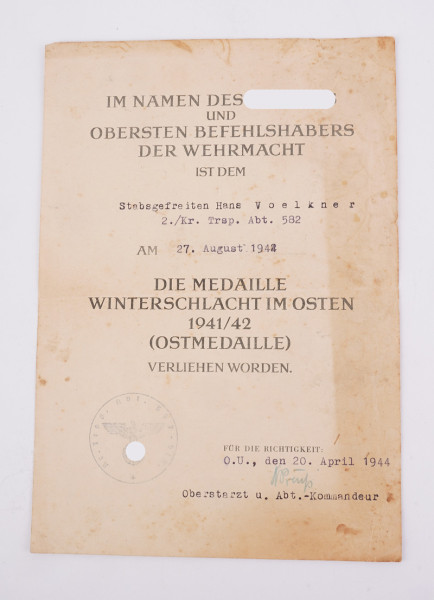 IM NAMEN DES
UND
OBERSTEN BEFEHLSHABERS
DER WEHRMACHT
IST DEM
Stabsgefreiten Hans Voelkner
2./Kr. Trsp. Abt. 582
AM 27. August 1942
DIE MEDAILLE
WINTERSCHLACHT IM OSTEN
1941/42
(OSTMEDAILLE)
VERLIEHEN WORDEN.
FÜR DIE RICHTIGKEIT:
O.U., den 20. April 1944
Oberstarzt u. Abt.-Kommandeur